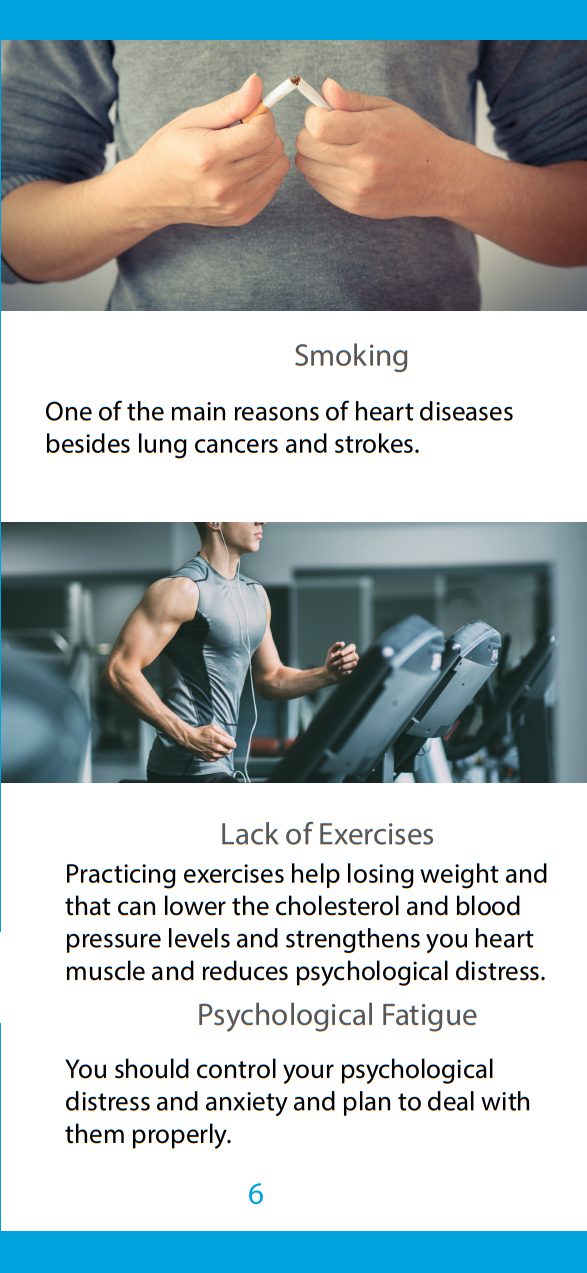 Smoking
One of the main reasons of heart diseases
besides lung cancers and strokes.
Lack of Exercises
Practicing exercises help losing weight and
that can lower the cholesterol and blood
pressure levels and strengthens you heart
muscle and reduces psychological distress.
Psychological Fatigue
You should control your psychological
distress and anxiety and plan to deal with
them properly.
6